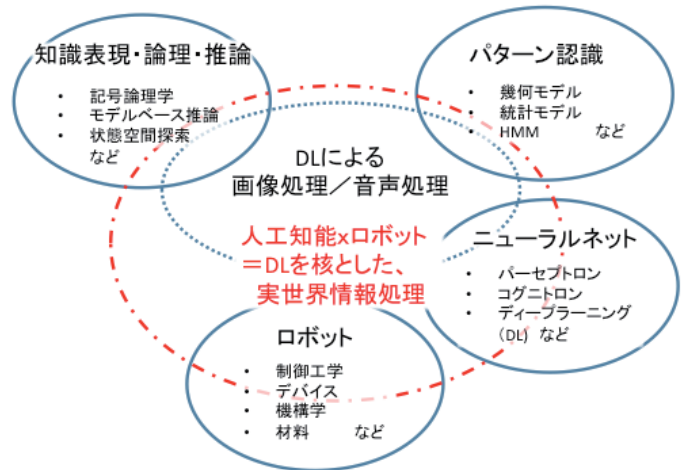 知識表現・論理・推論
• 記号論理学
• モデルベース推論
• 状態空間探索
など
パターン認識
• 幾何モデル
• 統計モデル
• HMM など
DLによる
画像処理／音声処理
人工知能xロボット
＝DLを核とした、
実世界情報処理
ニューラルネット
• パーセプトロン
• コグニトロン
• ディープラーニング
（DL）など
ロボット
• 制御工学
• デバイス
• 機構学
• 材料 など